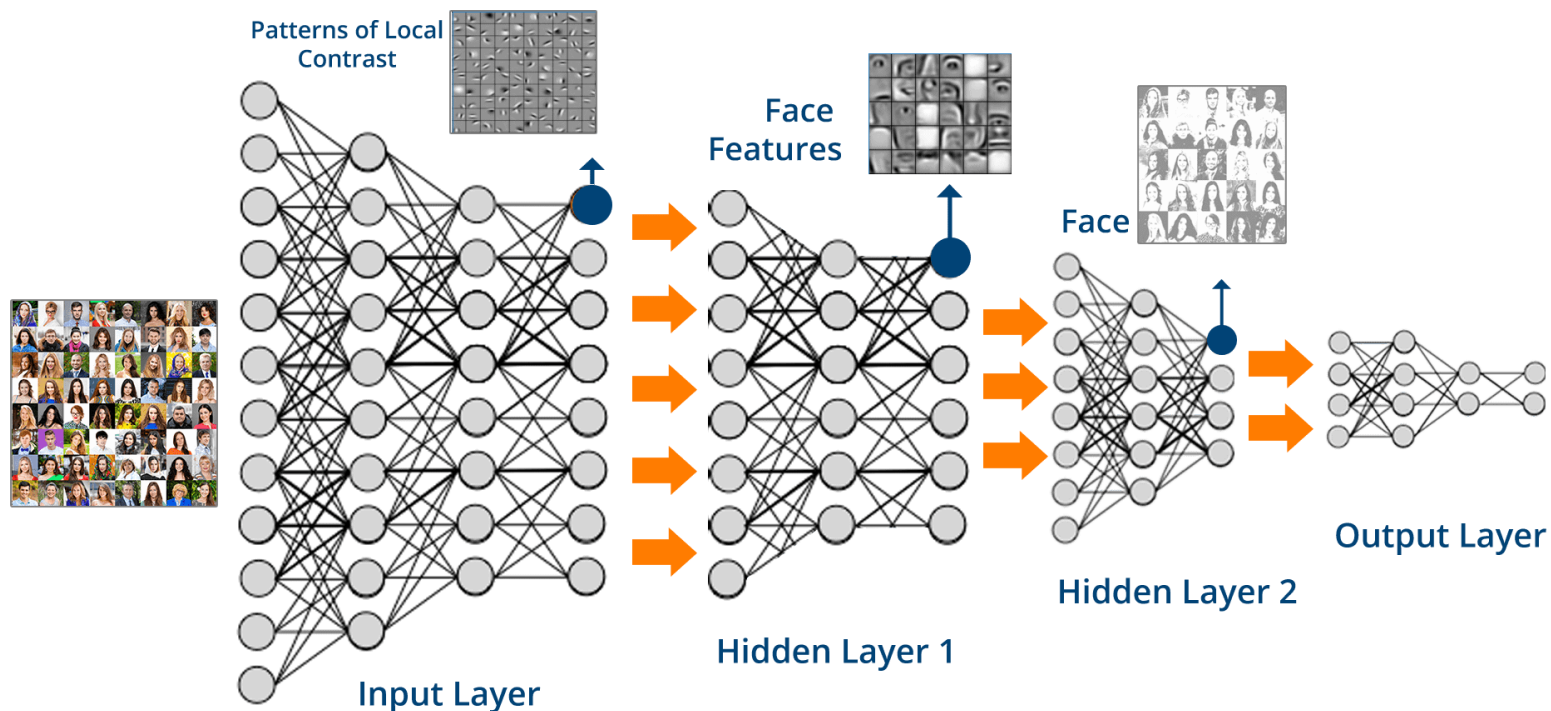 Patterns of Local
Contrast
Face
Features
Face
Input Layer
Hidden Layer 1
Hidden Layer 2
Output Layer